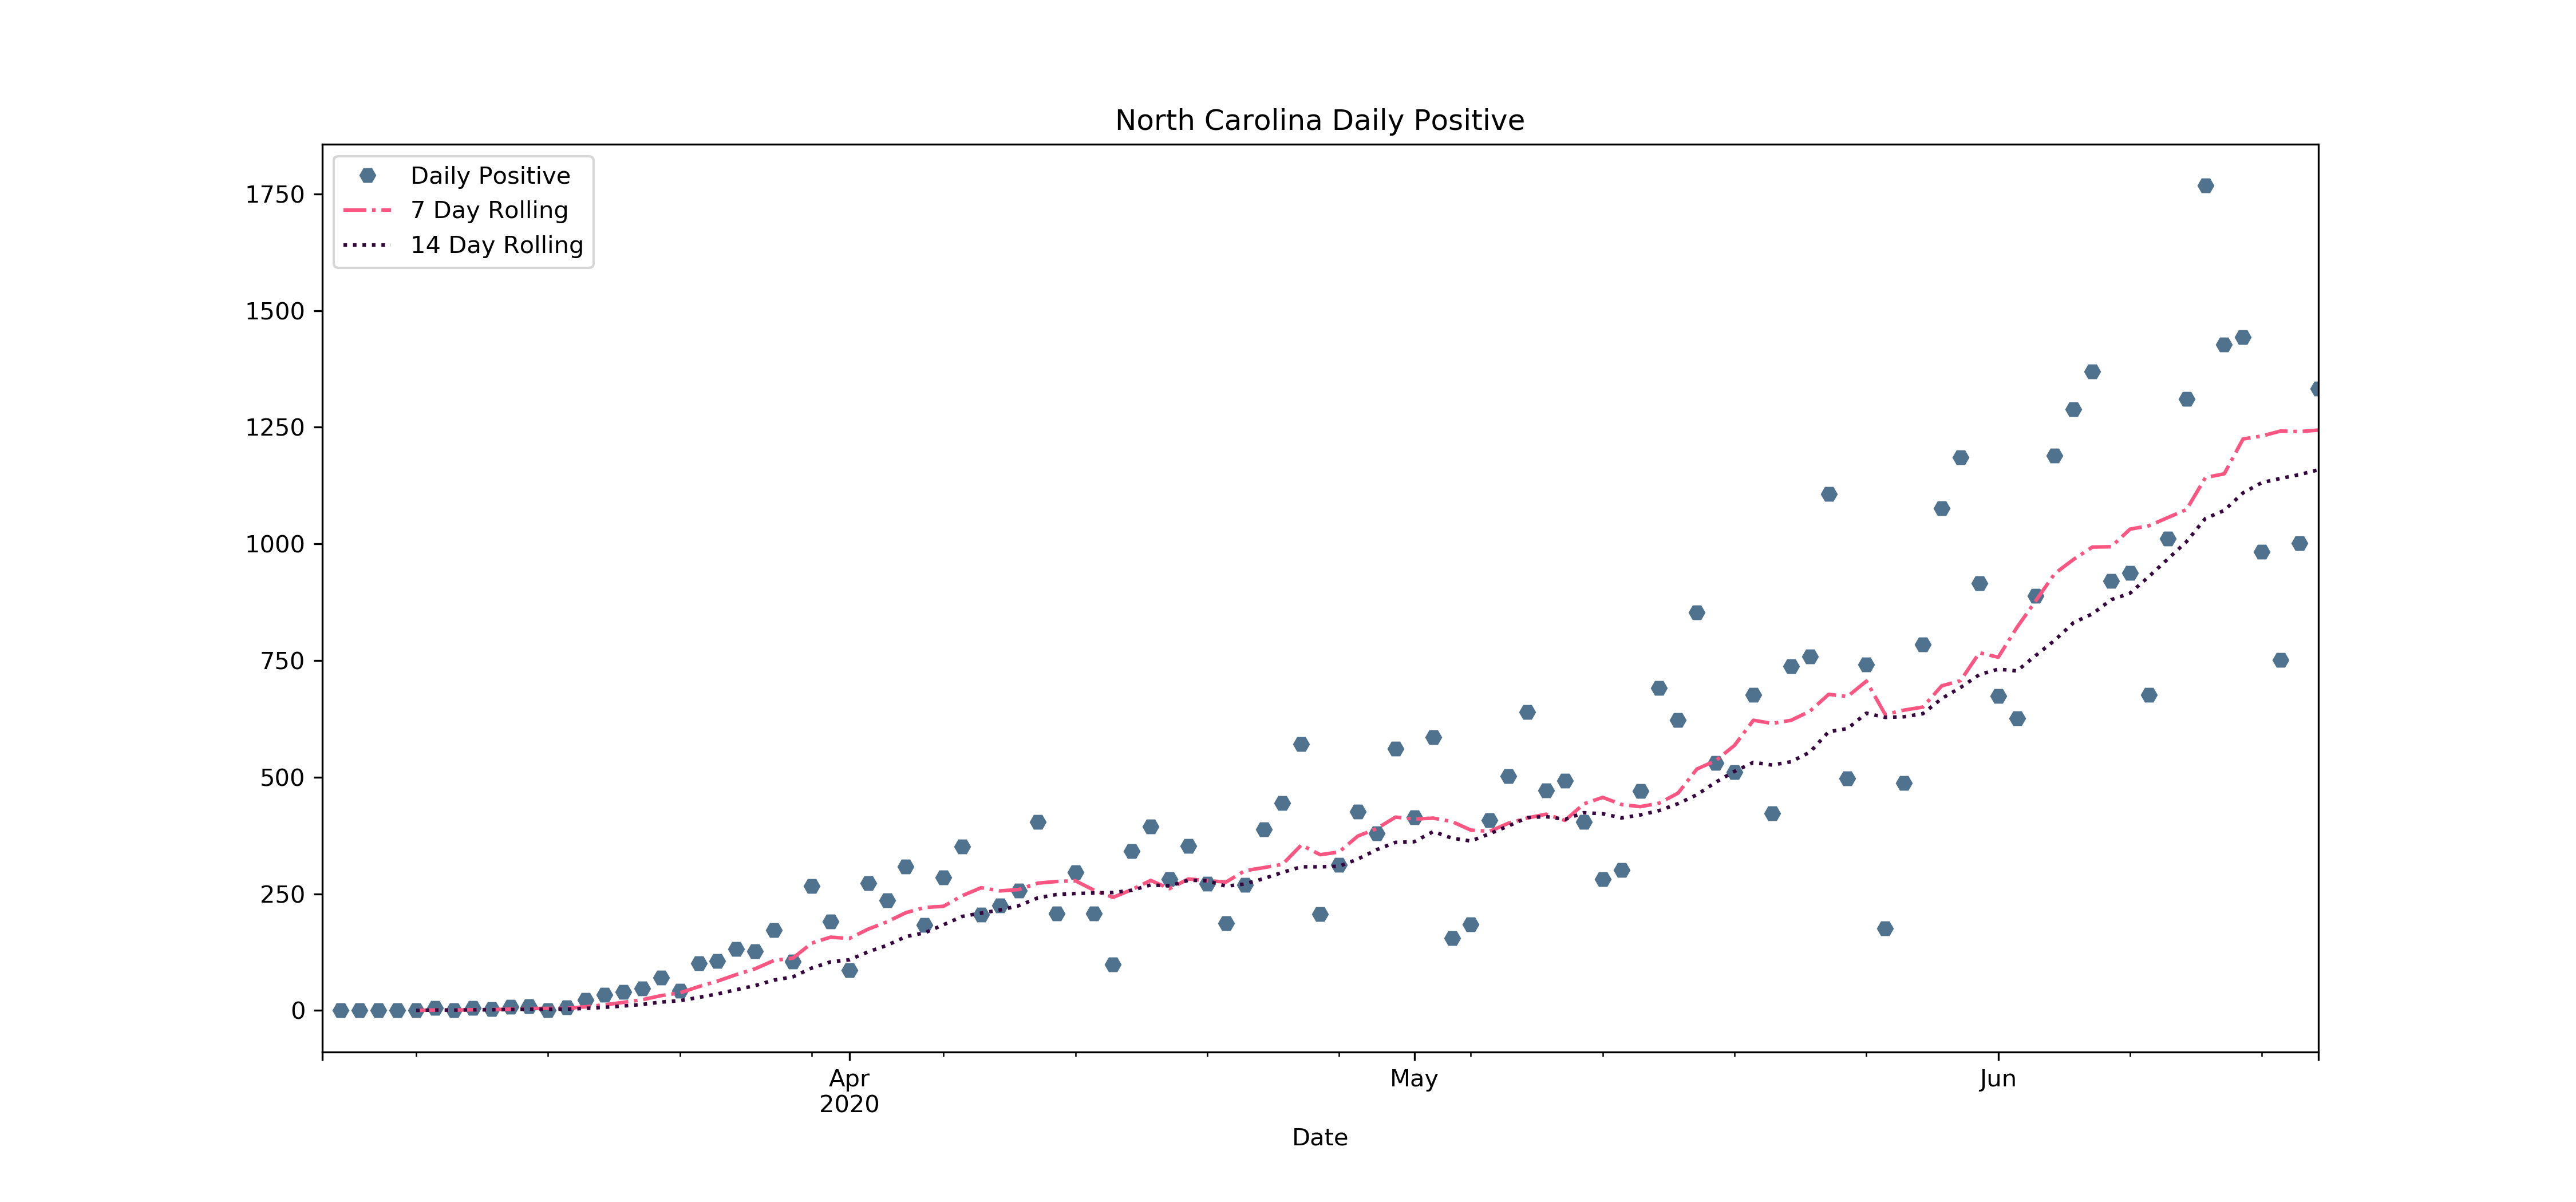 North Carolina Daily Positive
Daily Positive
7 Day Rolling
14 Day Rolling
1750
1500
1250
1000
750
500
250
0
Apr
2020
May
Jun
Date